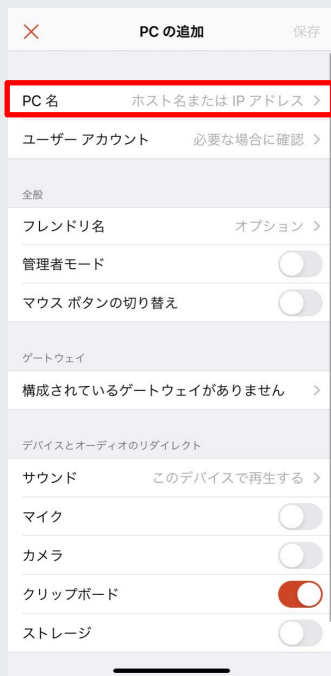 PC の追加 保存
PC 名 ホスト名または IP アドレス
ユーザー アカウント 必要な場合に確認
全般
フレンドリ名 オプション
管理者モード
マウス ボタンの切り替え
ゲートウェイ
構成されているゲートウェイがありません
デバイスとオーディオのリダイレクト
サウンド このデバイスで再生する
マイク
カメラ
クリップボード
ストレージ